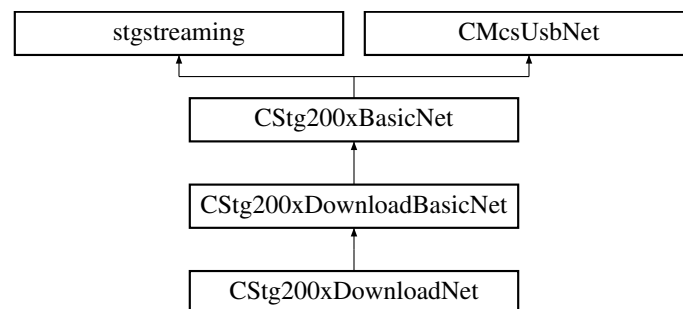 stgstreaming
CMcsUsbNet
CStg200xBasicNet
CStg200xDownloadBasicNet
CStg200xDownloadNet